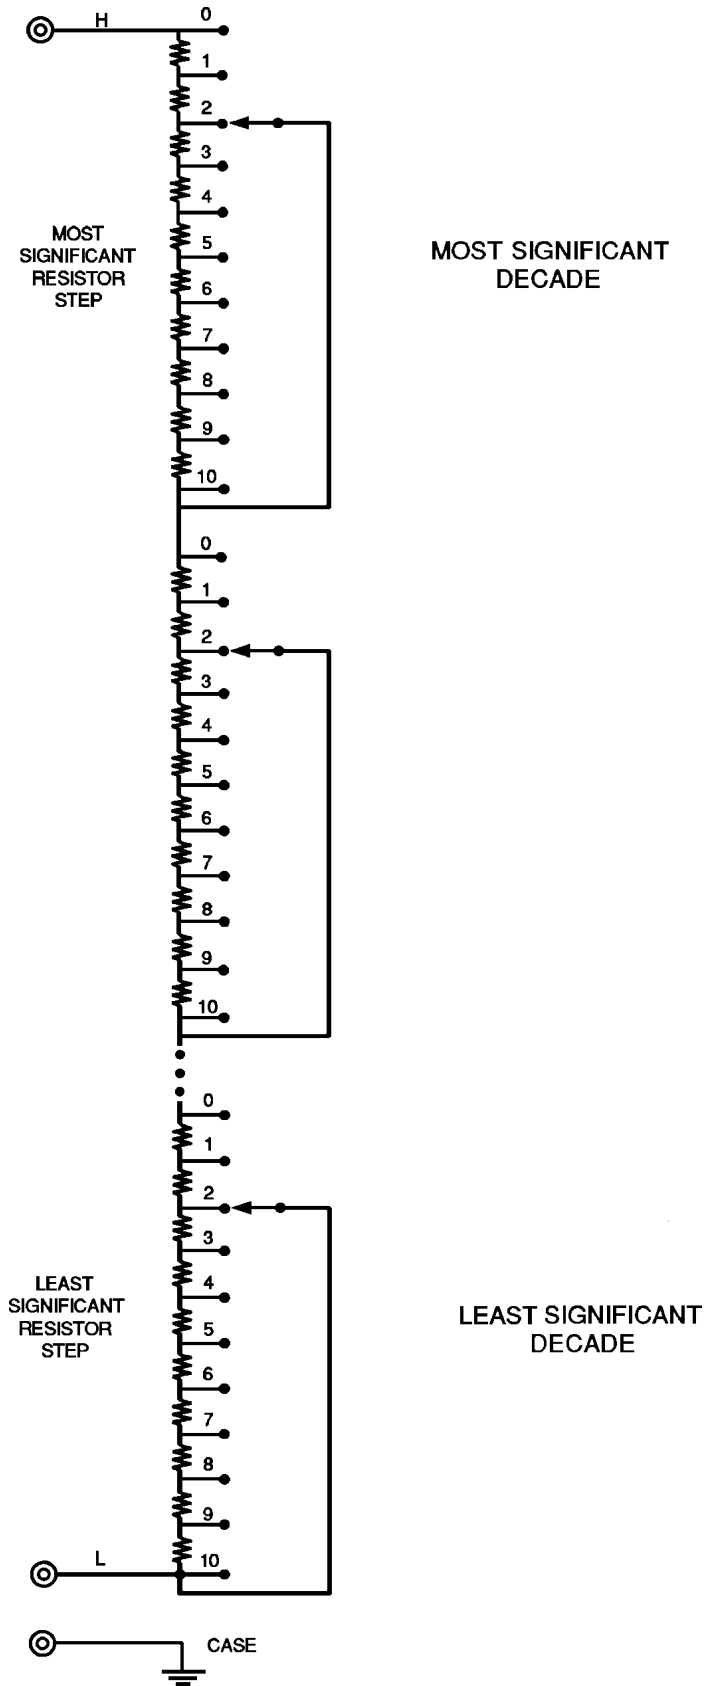 H
0
1
2
3
4
5
6
7
8
9
10
MOST
SIGNIFICANT
RESISTOR
STEP
MOST SIGNIFICANT
DECADE
0
1
2
3
4
5
6
7
8
9
10
0
1
2
3
4
5
6
7
8
9
10
LEAST
SIGNIFICANT
RESISTOR
STEP
LEAST SIGNIFICANT
DECADE
L
CASE